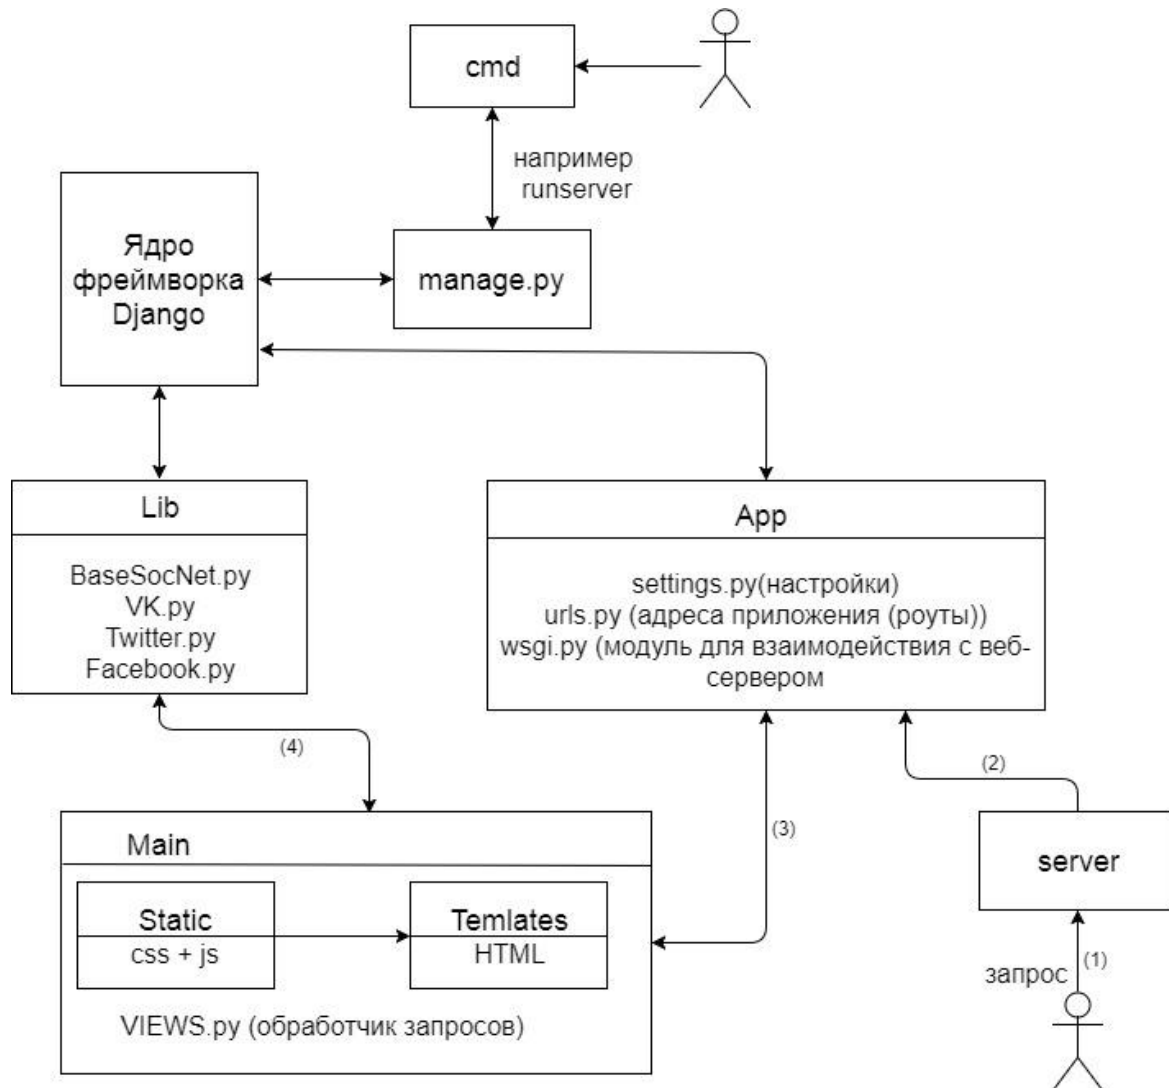 cmd
например
runserver
Ядро
фреймворка
Django
manage.py
Lib
BaseSocNet.py
VK.py
Twitter.py
Facebook.py
App
settings.py(настройки)
urls.py (адреса приложения (роуты))
wsgi.py (модуль для взаимодействия с веб-
сервером
(4)
(2)
(3)
Main
Static
css + js
Temlates
HTML
VIEWS.py (обработчик запросов)
server
запрос
(1)